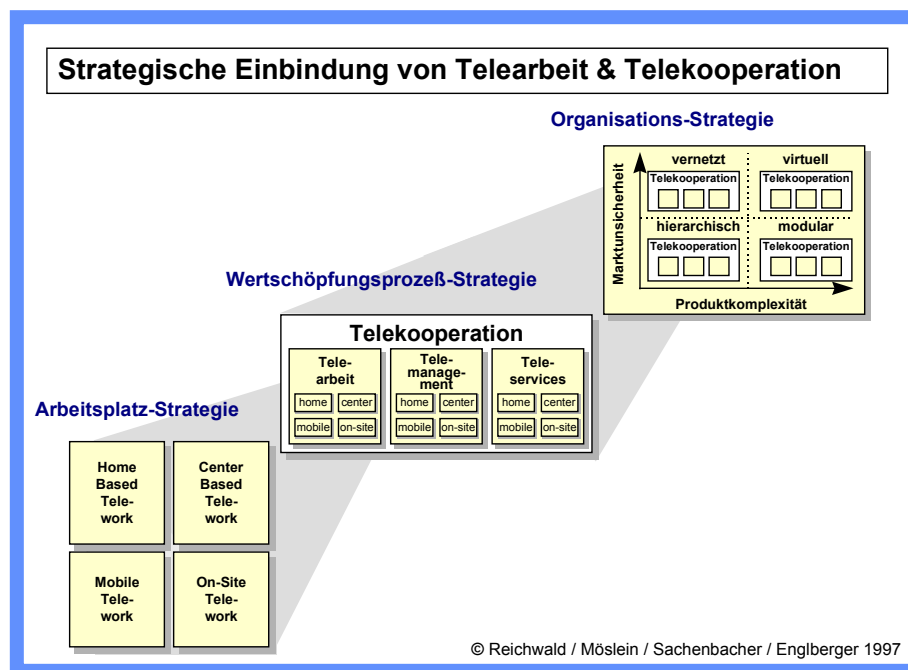 Strategische Einbindung von Telearbeit & Telekooperation
Organisations-Strategie
Marktunsicherheit
vernetzt
Telekooperation
virtuell
Telekooperation
hierarchisch
Telekooperation
modular
Telekooperation
Produktkomplexität
Wertschöpfungsprozeß-Strategie
Telekooperation
Tele-
arbeit
home center
mobile on-site
Tele-
manage-
ment
home center
mobile on-site
Tele-
services
home center
mobile on-site
Arbeitsplatz-Strategie
Home
Based
Tele-
work
Center
Based
Tele-
work
Mobile
Tele-
work
On-Site
Tele-
work
© Reichwald / Möslein / Sachenbacher / Englberger 1997